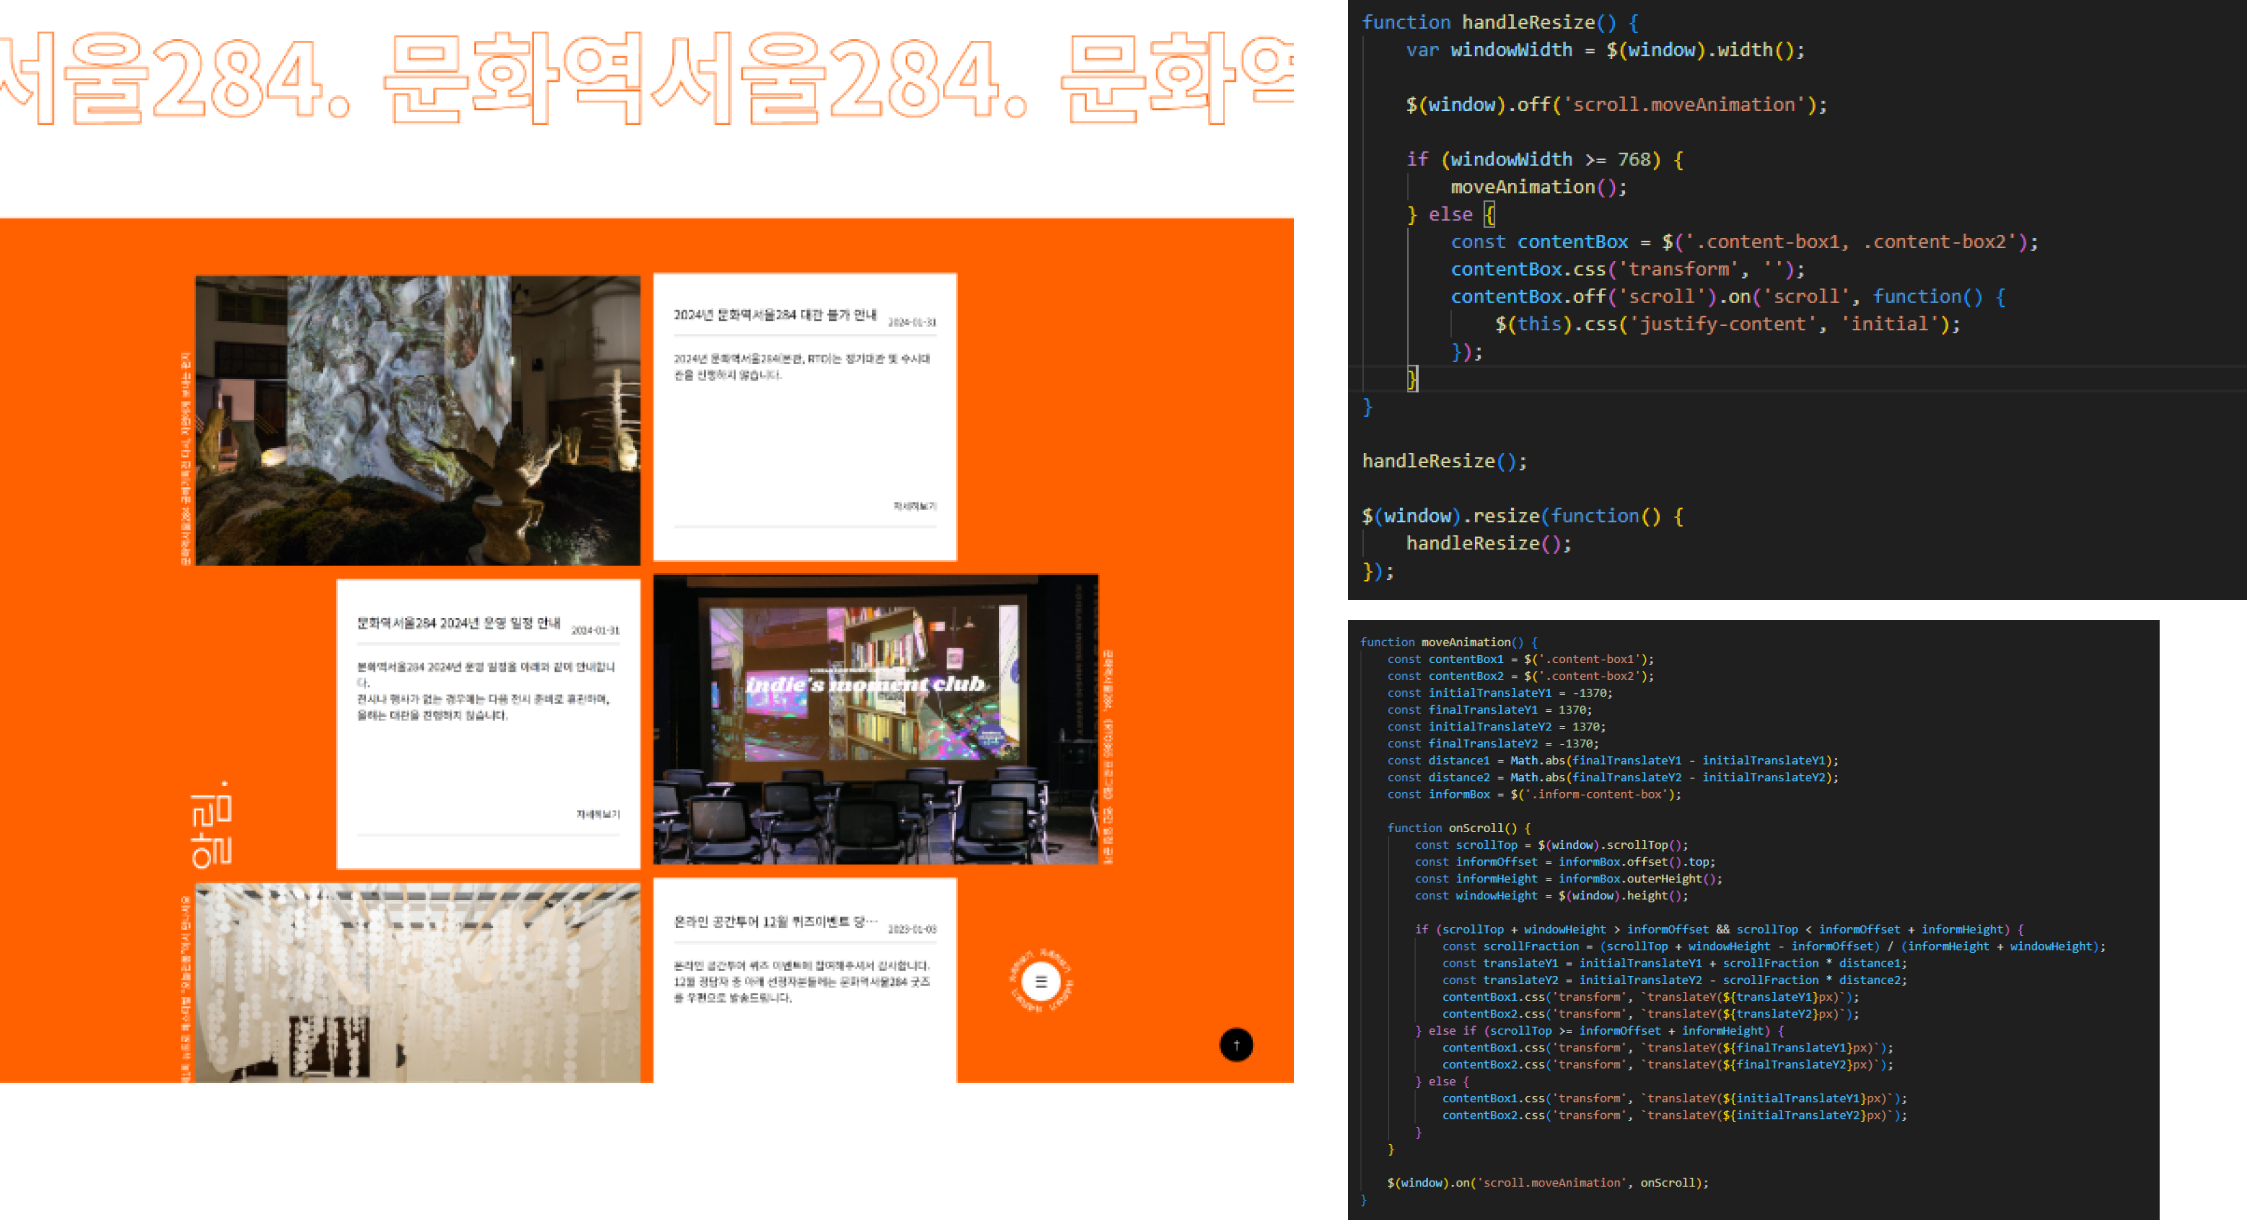 서울284. 문화역서울284. 문화역
2024년 문화역서울284 대관 불가 안내
2024-01-31
2024년 문화역서울284(본관, RTO)는 정기대관 및 수시대
관을 진행하지 않습니다.
자세히보기
문화역서울284 2024년 운영 일정 안내
2024-01-31
문화역서울284 2024년 운영 일정을 아래와 같이 안내합니
다.
전시나 행사가 없는 경우에는 다음 전시 준비로 휴관하며,
올해는 대관을 진행하지 않습니다.
자세히보기
indie's moment club
알림.
온라인 공간투어 12월 퀴즈이벤트 당…
2023-01-03
온라인 공간투어 퀴즈 이벤트에 참여해주셔서 감사합니다.
12월 정답자 중 아래 선정자분들께는 문화역서울284 굿즈
를 우편으로 발송드립니다.
function handleResize() {
    var windowWidth = $(window).width();
    $(window).off('scroll.moveAnimation');
    if (windowWidth >= 768) {
        moveAnimation();
    } else {
        const contentBox = $('.content-box1, .content-box2');
        contentBox.css('transform', '');
        contentBox.off('scroll').on('scroll', function() {
            $(this).css('justify-content', 'initial');
        });
    }
}
handleResize();
$(window).resize(function() {
    handleResize();
});
function moveAnimation() {
    const contentBox1 = $('.content-box1');
    const contentBox2 = $('.content-box2');
    const initialTranslateY1 = -1370;
    const finalTranslateY1 = 1370;
    const initialTranslateY2 = 1370;
    const finalTranslateY2 = -1370;
    const distance1 = Math.abs(finalTranslateY1 - initialTranslateY1);
    const distance2 = Math.abs(finalTranslateY2 - initialTranslateY2);
    const informBox = $('.inform-content-box');
    function onScroll() {
        const scrollTop = $(window).scrollTop();
        const informOffset = informBox.offset().top;
        const informHeight = informBox.outerHeight();
        const windowHeight = $(window).height();
        if (scrollTop + windowHeight > informOffset && scrollTop < informOffset + informHeight) {
            const scrollFraction = (scrollTop + windowHeight - informOffset) / (informHeight + windowHeight);
            const translateY1 = initialTranslateY1 + scrollFraction * distance1;
            const translateY2 = initialTranslateY2 - scrollFraction * distance2;
            contentBox1.css('transform', `translateY(${translateY1}px)`);
            contentBox2.css('transform', `translateY(${translateY2}px)`);
        } else if (scrollTop >= informOffset + informHeight) {
            contentBox1.css('transform', `translateY(${finalTranslateY1}px)`);
            contentBox2.css('transform', `translateY(${finalTranslateY2}px)`);
        } else {
            contentBox1.css('transform', `translateY(${initialTranslateY1}px)`);
            contentBox2.css('transform', `translateY(${initialTranslateY2}px)`);
        }
    }
    $(window).on('scroll.moveAnimation', onScroll);
}